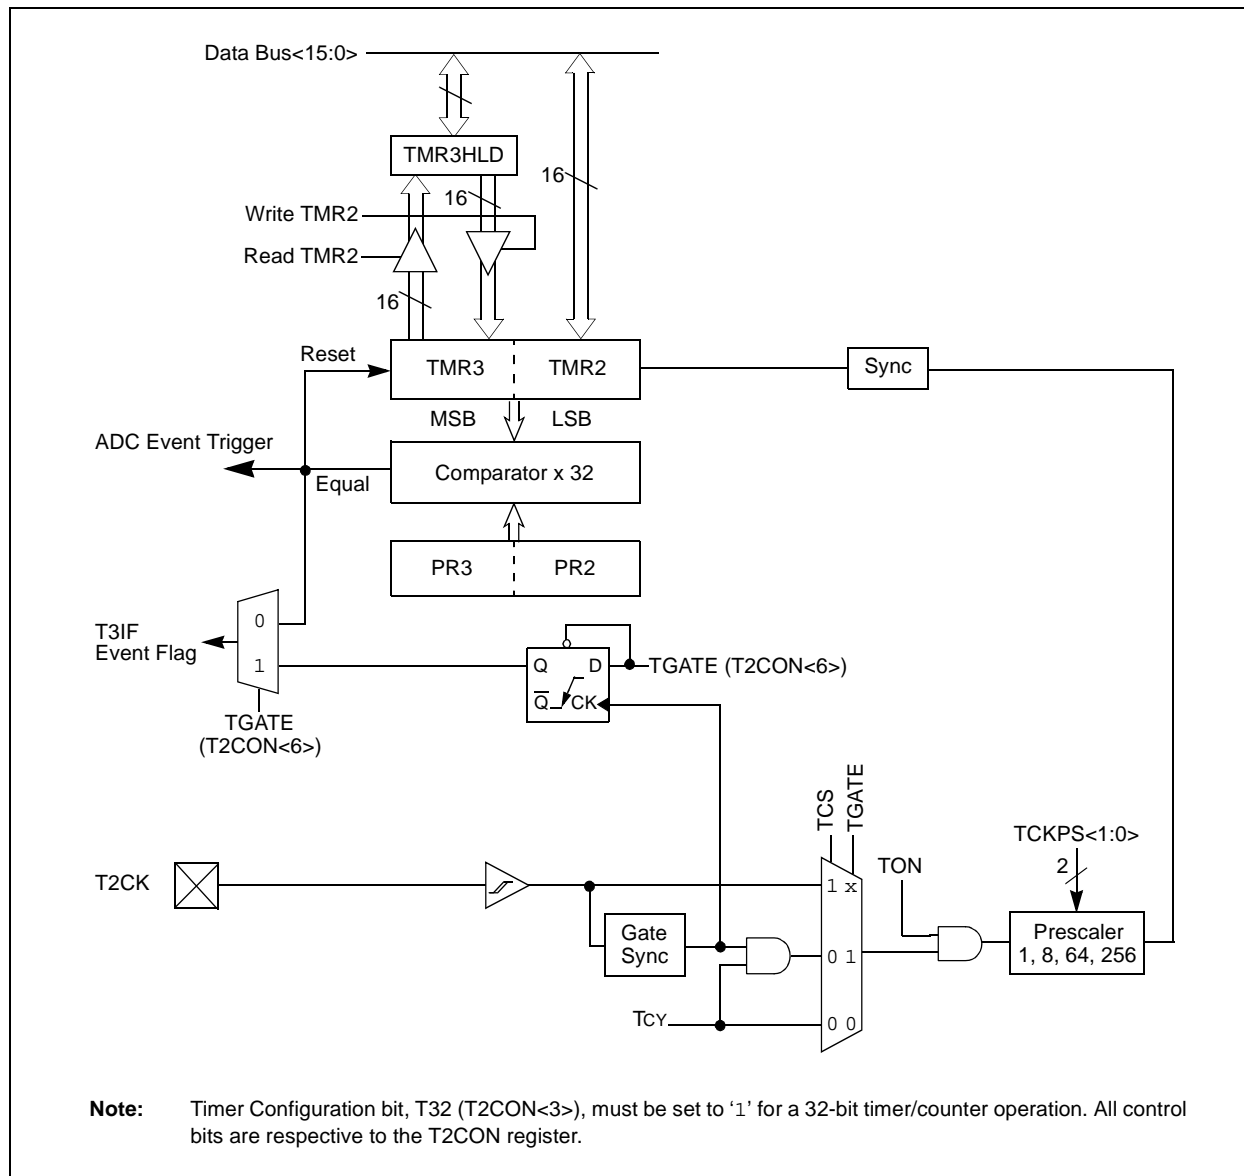 Data Bus<15:0>
TMR3HLD
16
16
Write TMR2
Read TMR2
16
Reset
TMR3
TMR2
Sync
MSB
LSB
ADC Event Trigger
Equal
Comparator x 32
PR3
PR2
0
T3IF
Event Flag
1
Q
D
TGATE (T2CON<6>)
Q̅
CK
TGATE
(T2CON<6>)
TCS
TGATE
TCKPS<1:0>
2
TON
T2CK
1 x
Gate
Sync
0 1
Prescaler
1, 8, 64, 256
TCY
0 0
Note: Timer Configuration bit, T32 (T2CON<3>), must be set to ‘1’ for a 32-bit timer/counter operation. All control
bits are respective to the T2CON register.